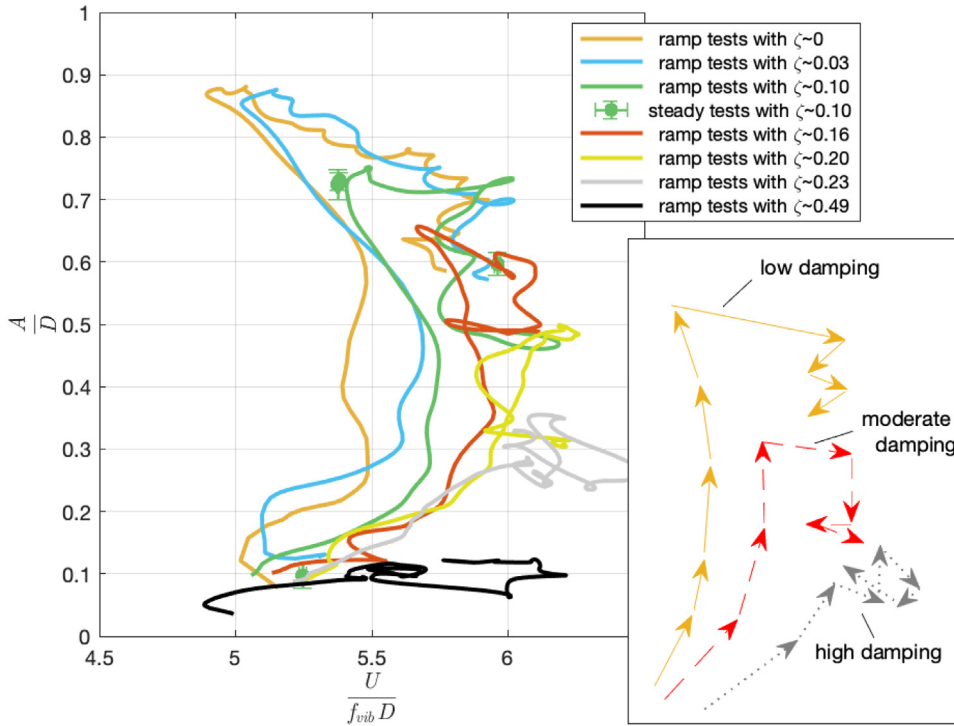 1
0.9
0.8
0.7
0.6
0.5
0.4
0.3
0.2
0.1
0
A
D
4.5
5
5.5
6
U
f_vib D
ramp tests with ζ~0
ramp tests with ζ~0.03
ramp tests with ζ~0.10
steady tests with ζ~0.10
ramp tests with ζ~0.16
ramp tests with ζ~0.20
ramp tests with ζ~0.23
ramp tests with ζ~0.49
low damping
moderate
damping
high damping